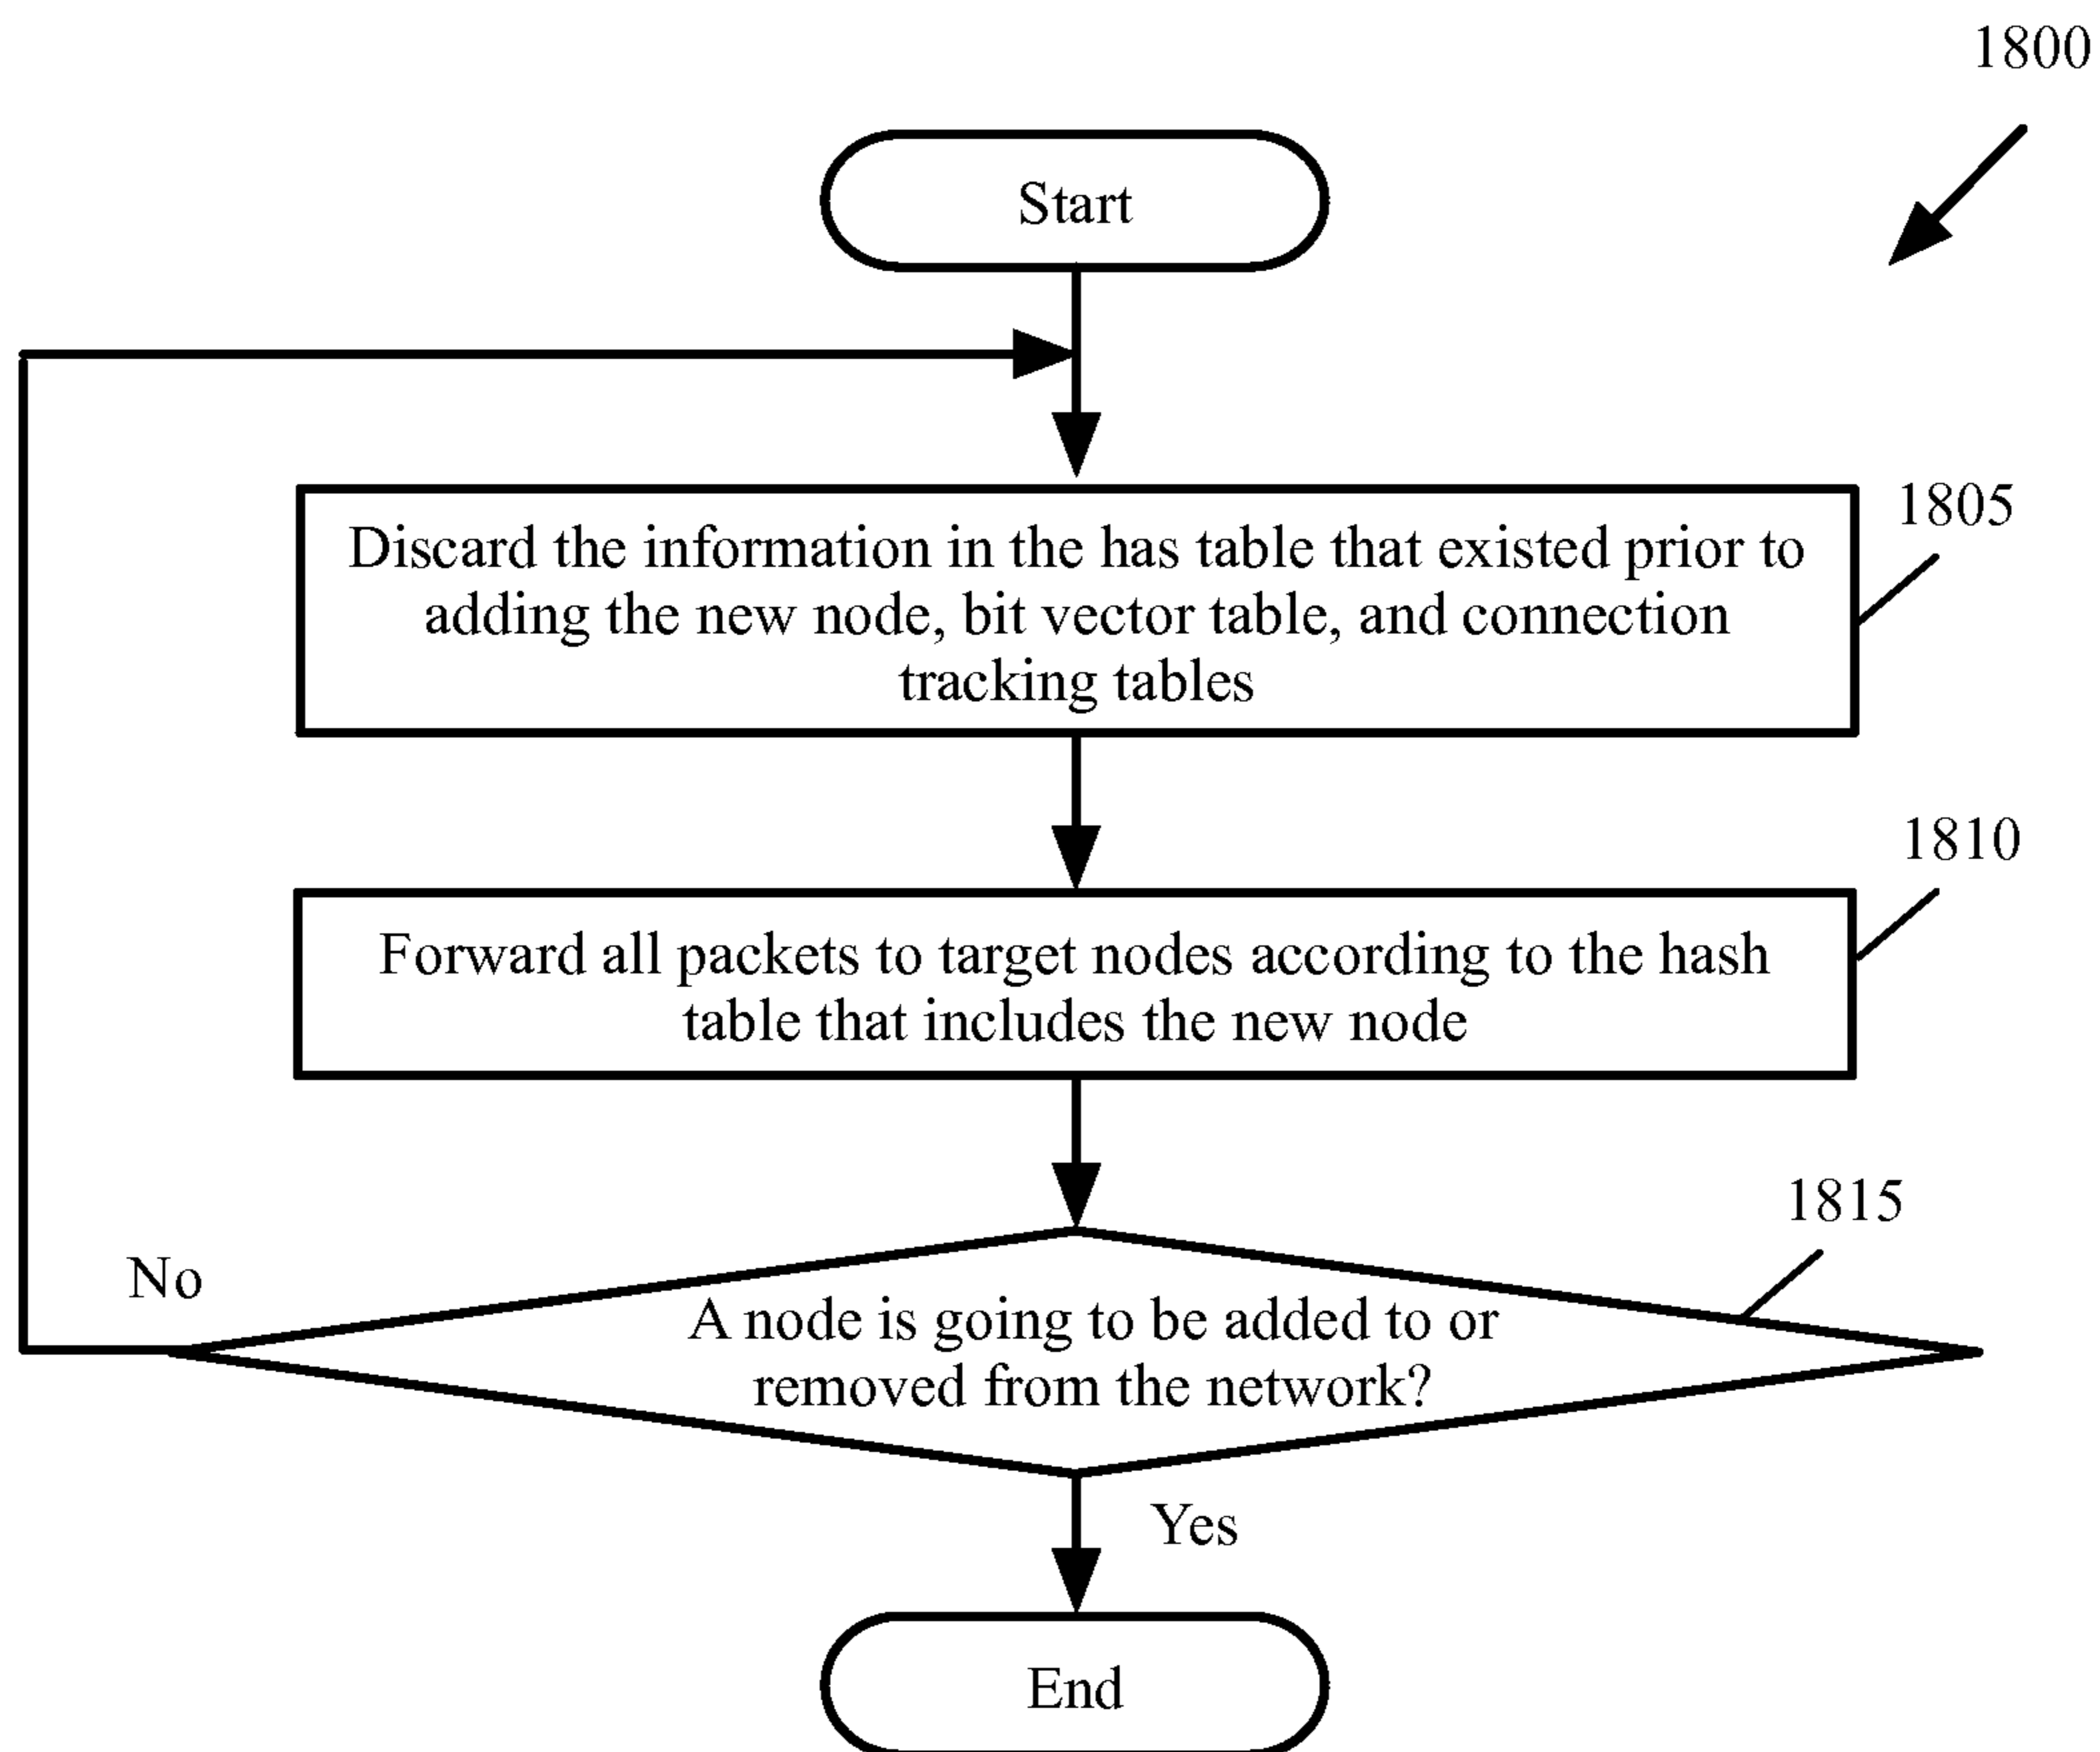 1800
Start
1805
Discard the information in the has table that existed prior to
adding the new node, bit vector table, and connection
tracking tables
1810
Forward all packets to target nodes according to the hash
table that includes the new node
1815
No
A node is going to be added to or
removed from the network?
Yes
End